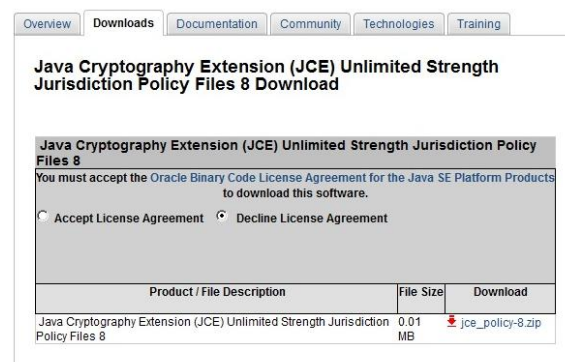 Overview Downloads Documentation Community Technologies Training
Java Cryptography Extension (JCE) Unlimited Strength
Jurisdiction Policy Files 8 Download
Java Cryptography Extension (JCE) Unlimited Strength Jurisdiction Policy
Files 8
You must accept the Oracle Binary Code License Agreement for the Java SE Platform Products
to download this software.
Accept License Agreement Decline License Agreement
Product / File Description File Size Download
Java Cryptography Extension (JCE) Unlimited Strength Jurisdiction 0.01 jce_policy-8.zip
Policy Files 8 MB